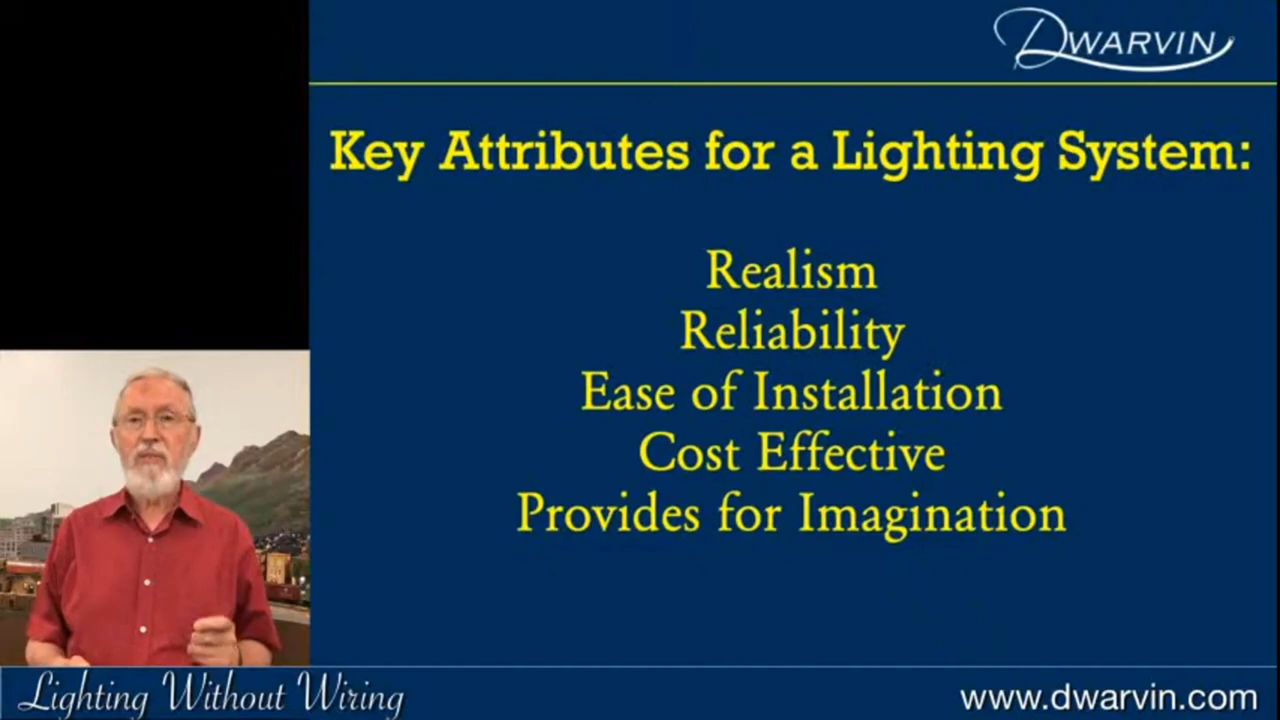 DWARVIN
Key Attributes for a Lighting System:
Realism
Reliability
Ease of Installation
Cost Effective
Provides for Imagination
Lighting Without Wiring
www.dwarvin.com